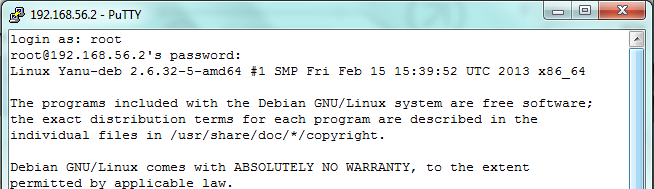 192.168.56.2 - PuTTY
login as: root
root@192.168.56.2's password:
Linux Yanu-deb 2.6.32-5-amd64 #1 SMP Fri Feb 15 15:39:52 UTC 2013 x86_64
The programs included with the Debian GNU/Linux system are free software;
the exact distribution terms for each program are described in the
individual files in /usr/share/doc/*/copyright.
Debian GNU/Linux comes with ABSOLUTELY NO WARRANTY, to the extent
permitted by applicable law.